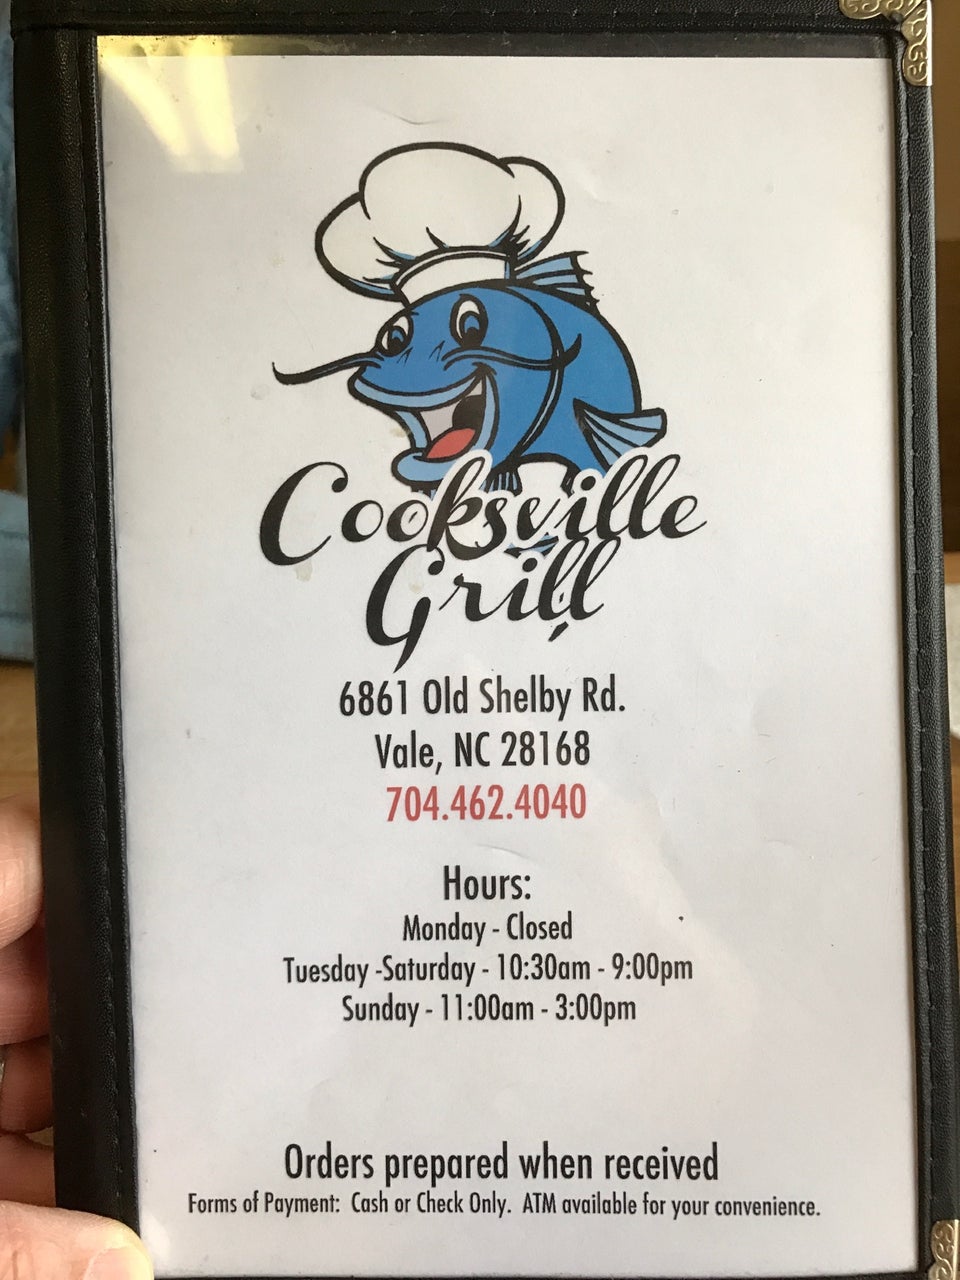 Cooksville
Grill
6861 Old Shelby Rd.
Vale, NC 28168
704.462.4040
Hours:
Monday - Closed
Tuesday -Saturday - 10:30am - 9:00pm
Sunday - 11:00am - 3:00pm
Orders prepared when received
Forms of Payment: Cash or Check Only. ATM available for your convenience.